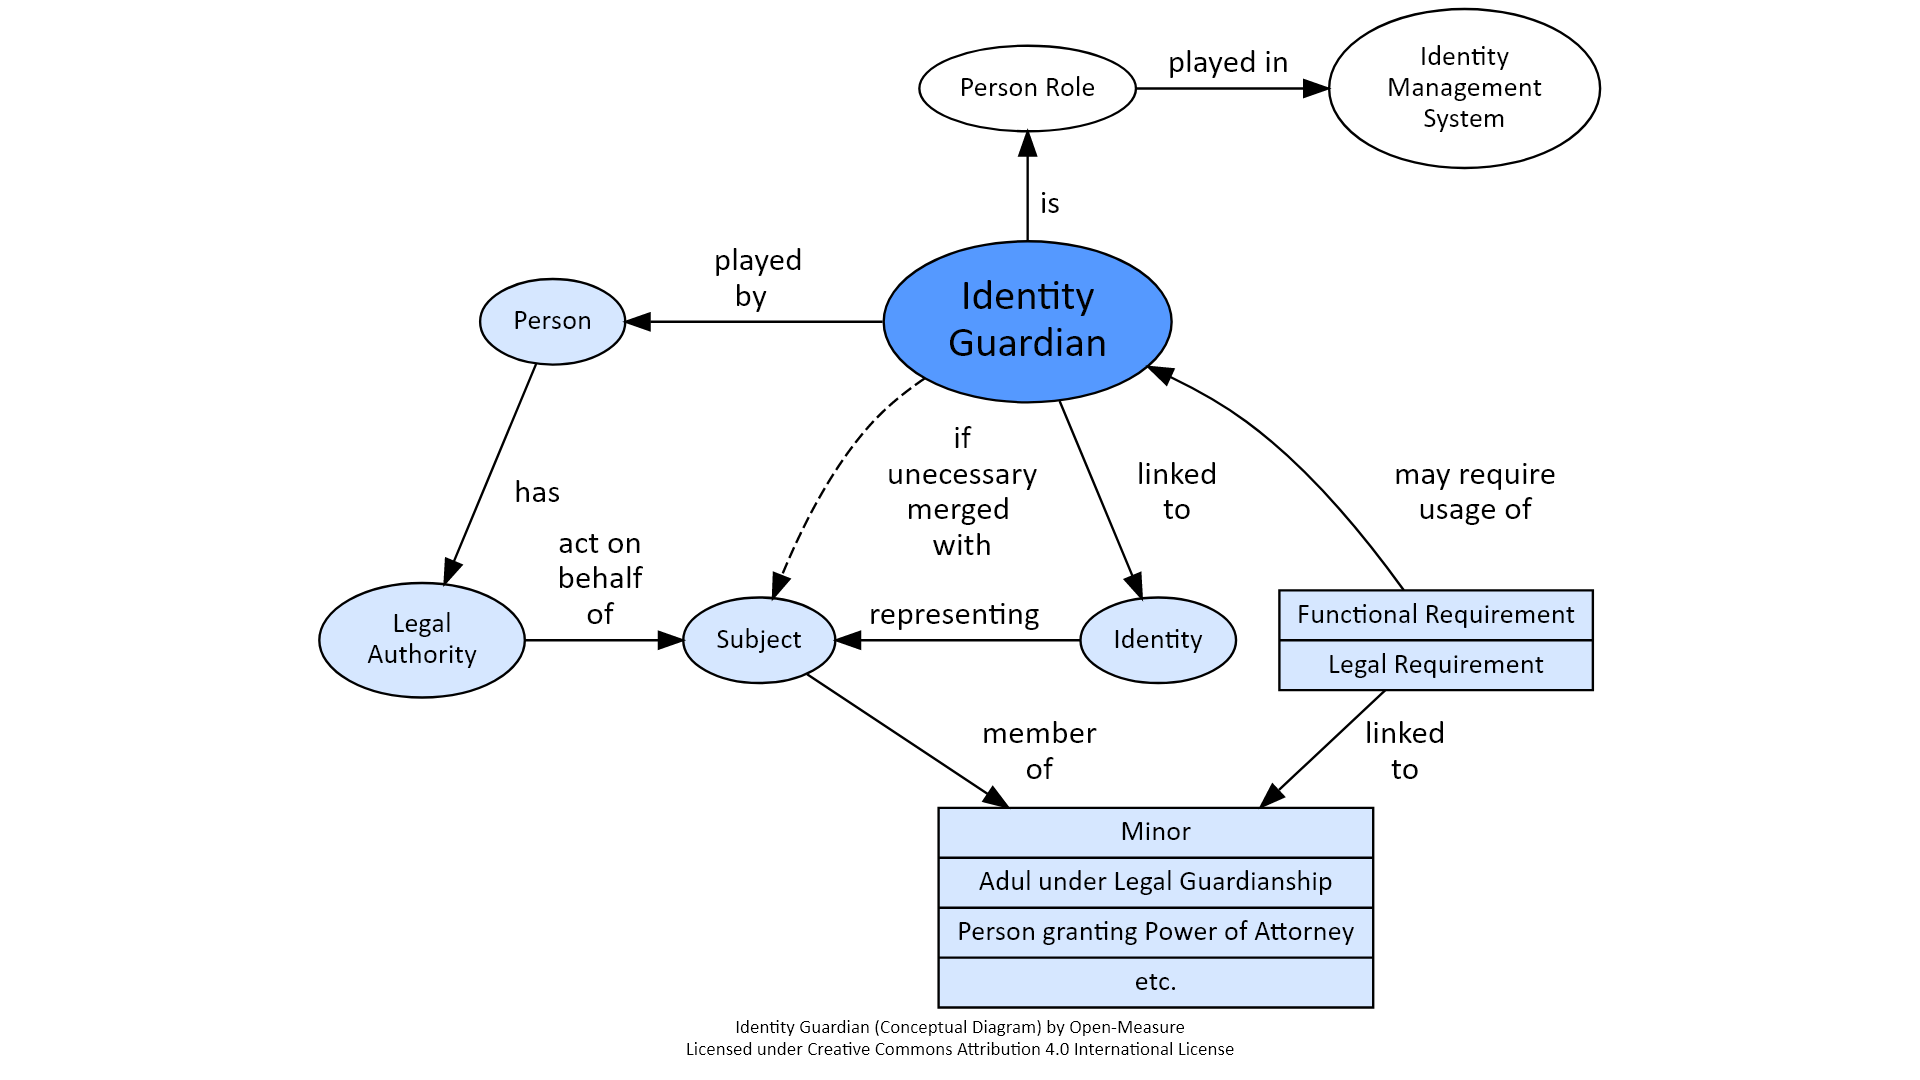 Identity
Management
System
played in
Person Role
is
played
by
Identity
Guardian
Person
if
unecessary
merged
with
linked
to
may require
usage of
has
act on
behalf
of
Legal
Authority
Subject
representing
Identity
Functional Requirement
Legal Requirement
member
of
linked
to
Minor
Adul under Legal Guardianship
Person granting Power of Attorney
etc.
Identity Guardian (Conceptual Diagram) by Open-Measure
Licensed under Creative Commons Attribution 4.0 International License